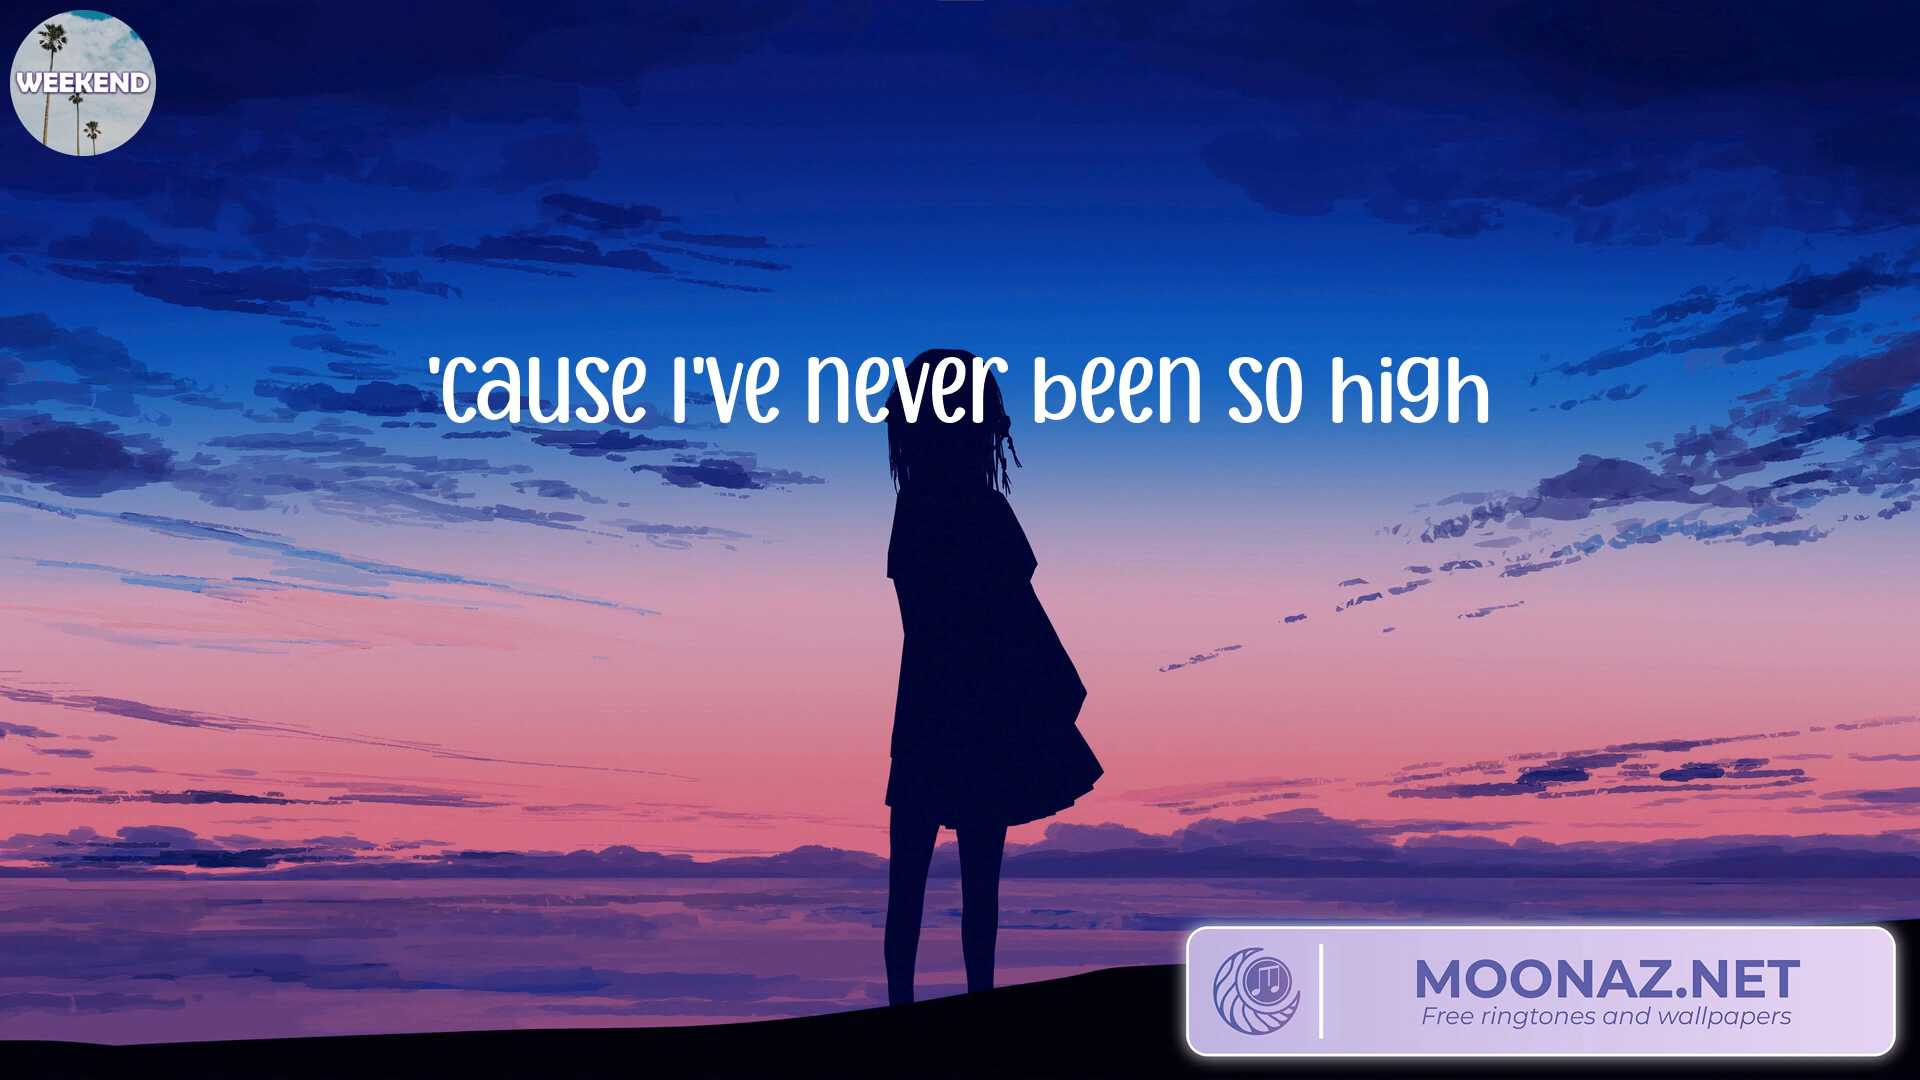 WEEKEND
'cause I've never been so high
MOONAZ.NET
Free ringtones and wallpapers